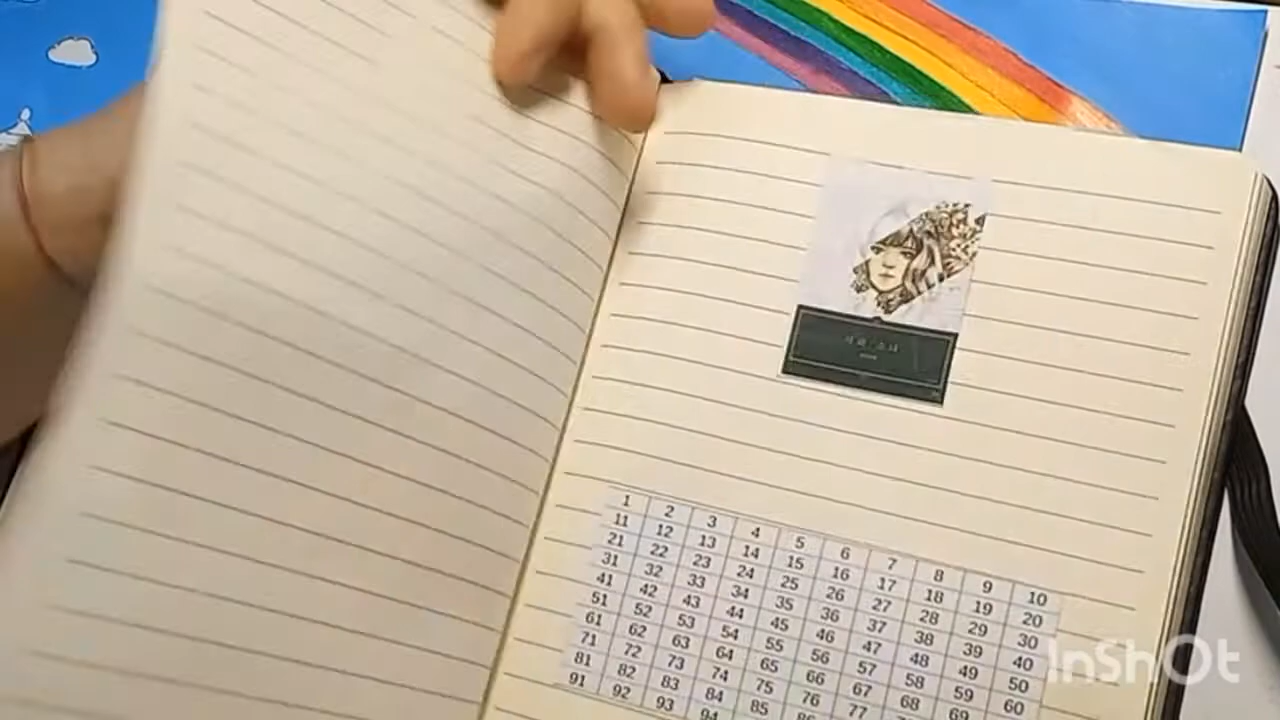 1 2 3 4 5 6 7 8 9 10
11 12 13 14 15 16 17 18 19 20
21 22 23 24 25 26 27 28 29 30
31 32 33 34 35 36 37 38 39 40
41 42 43 44 45 46 47 48 49 50
51 52 53 54 55 56 57 58 59 60
61 62 63 64 65 66 67 68 69
71 72 73 74 75 76 77
81 82 83 84 85
91 92 93 94
InShOt